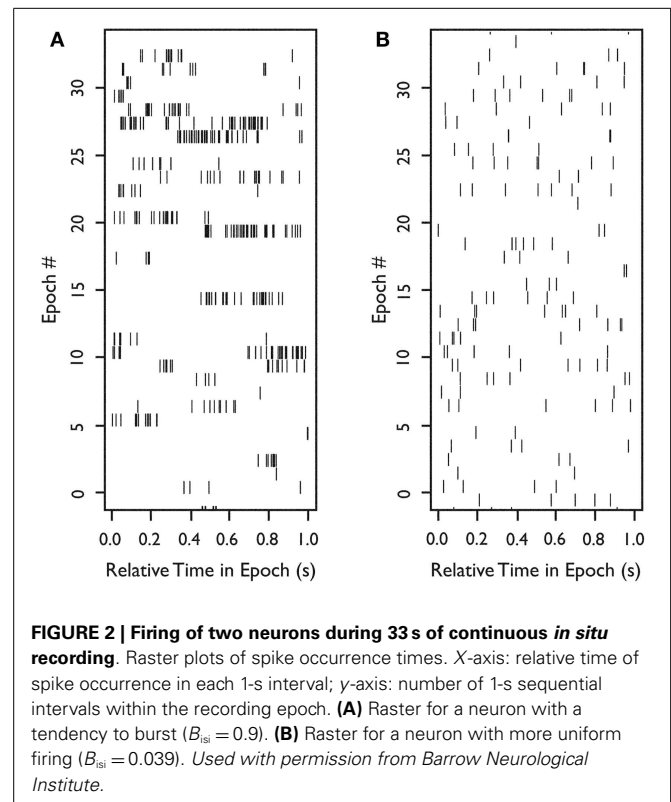 A
B
Epoch #
30
25
20
15
10
5
0
0.0 0.2 0.4 0.6 0.8 1.0
Relative Time in Epoch (s)
Epoch #
30
25
20
15
10
5
0
0.0 0.2 0.4 0.6 0.8 1.0
Relative Time in Epoch (s)
FIGURE 2 | Firing of two neurons during 33 s of continuous in situ
recording. Raster plots of spike occurrence times. X-axis: relative time of
spike occurrence in each 1-s interval; y-axis: number of 1-s sequential
intervals within the recording epoch. (A) Raster for a neuron with a
tendency to burst (Bisi = 0.9). (B) Raster for a neuron with more uniform
firing (Bisi = 0.039). Used with permission from Barrow Neurological
Institute.